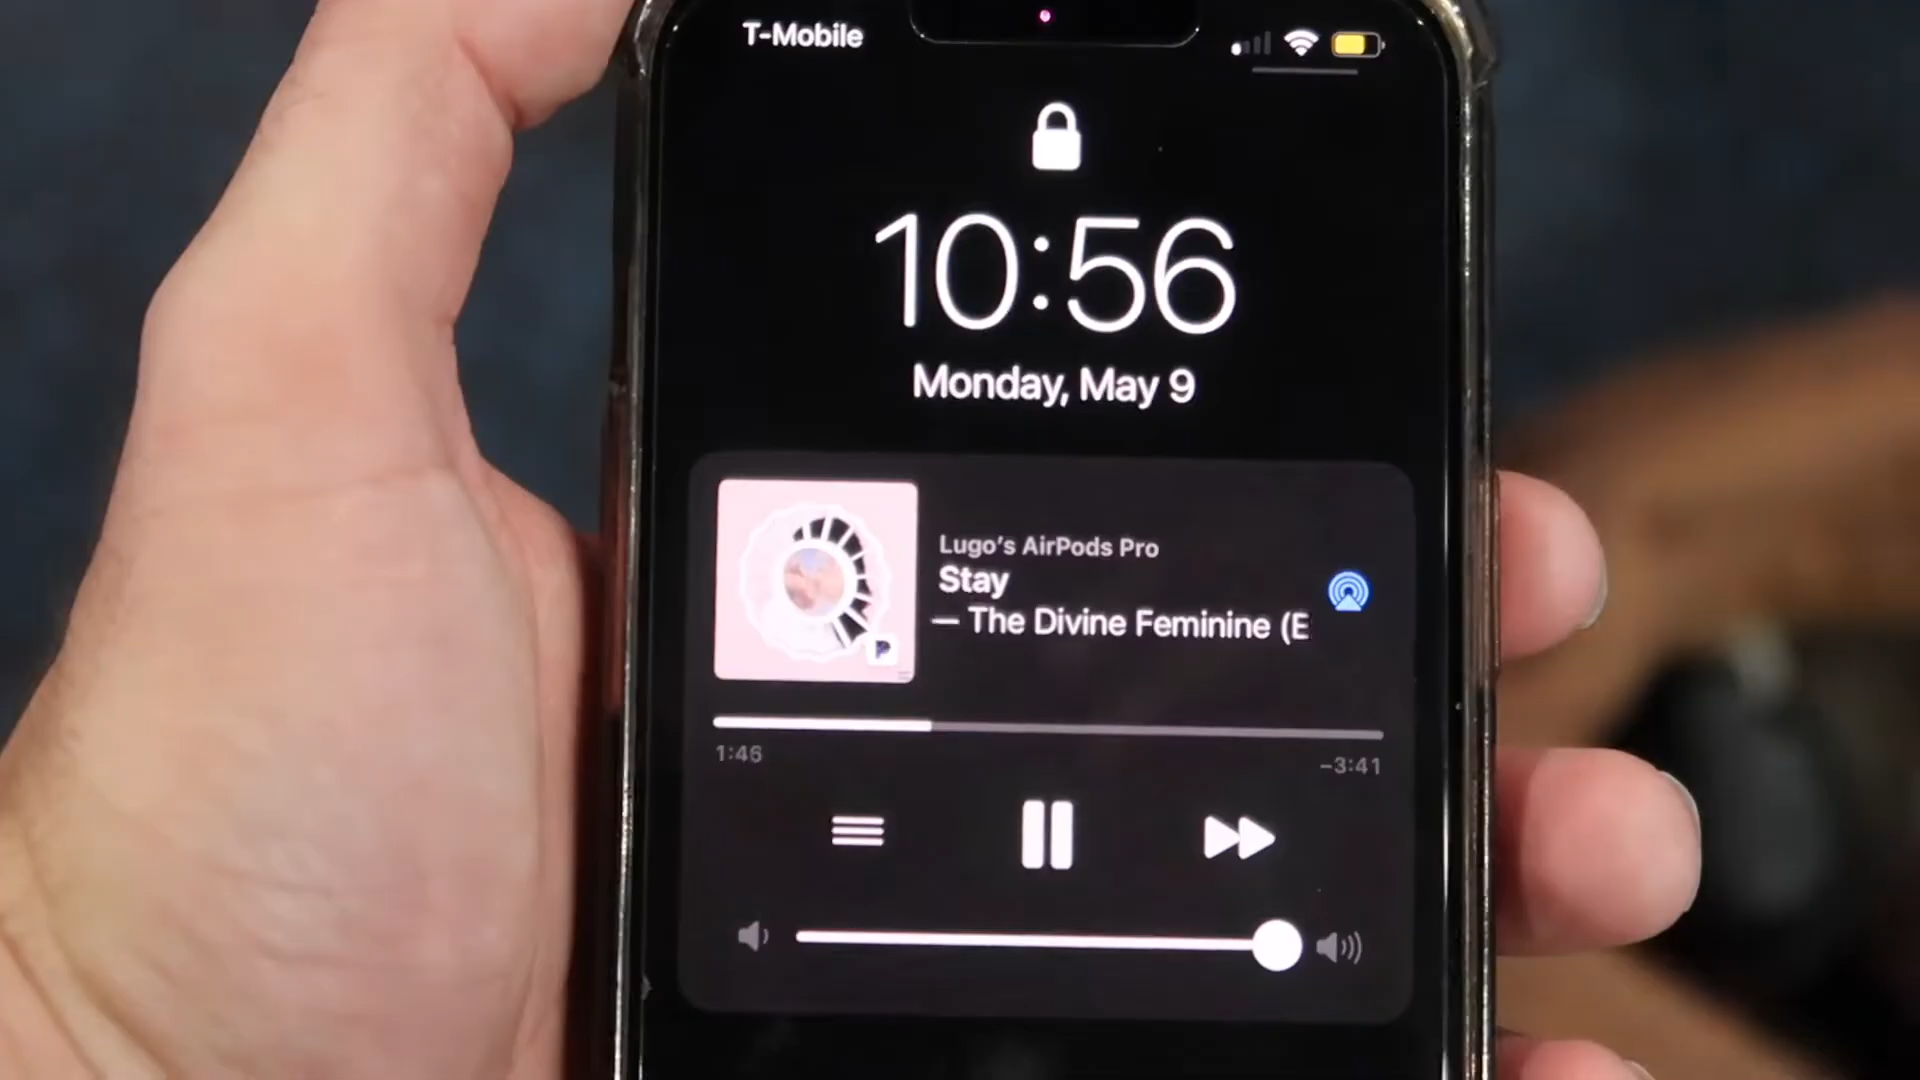 T-Mobile
10:56
Monday, May 9
Lugo's AirPods Pro
Stay
— The Divine Feminine (E
1:46
-3:41
P